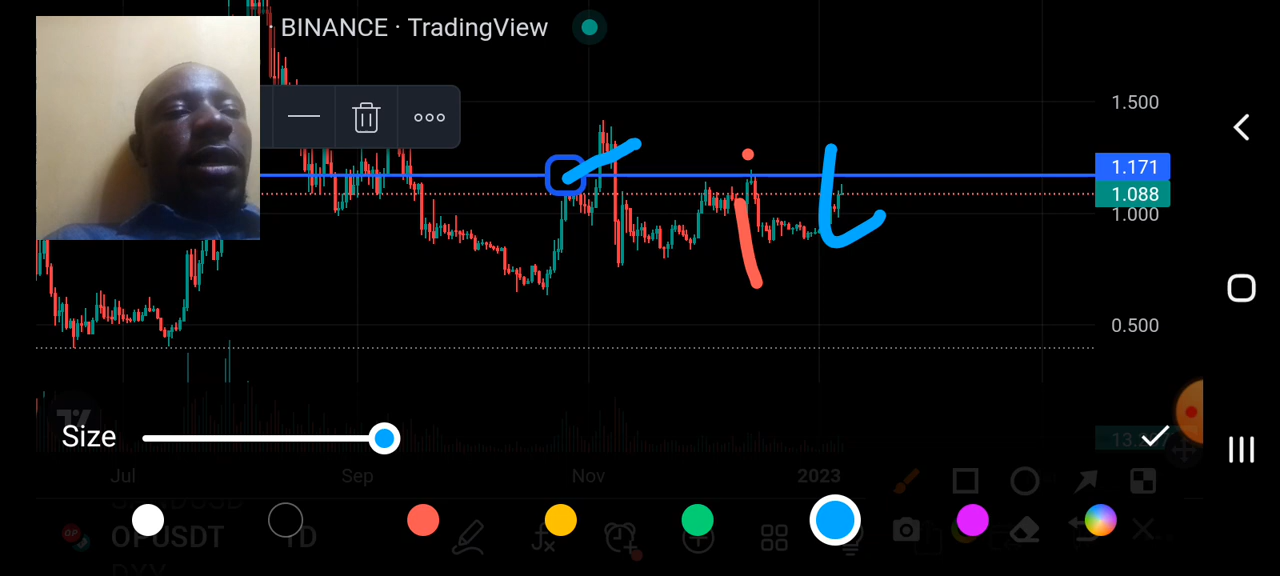 · BINANCE · TradingView
1.500
1.171
1.088
1.000
0.500
Size
Jul Sep Nov 2023
OPUSDT 1D
DXY